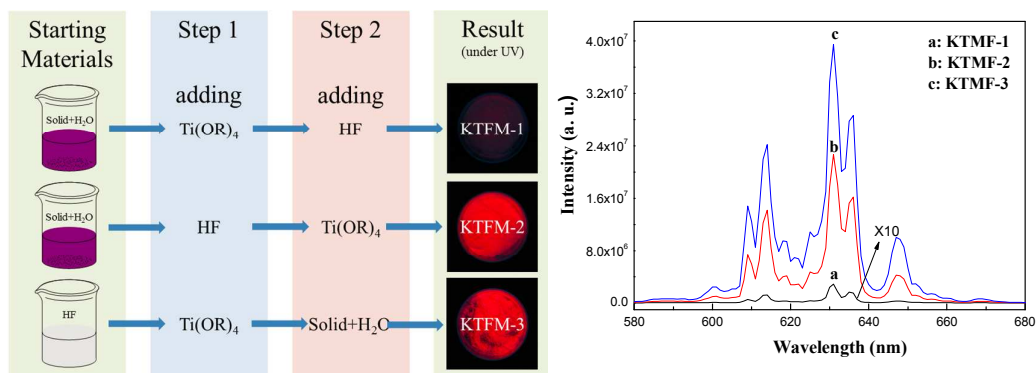 Starting
Materials
Step 1
Step 2
Result
(under UV)
adding
adding
Solid+H₂O
Ti(OR)₄
HF
KTFM-1
Solid+H₂O
HF
Ti(OR)₄
KTFM-2
HF
Ti(OR)₄
Solid+H₂O
KTFM-3
a: KTMF-1
b: KTMF-2
c: KTMF-3
c
b
a
X10
Intensity (a. u.)
4.0x10⁷
3.2x10⁷
2.4x10⁷
1.6x10⁷
8.0x10⁶
0.0
580 600 620 640 660 680
Wavelength (nm)